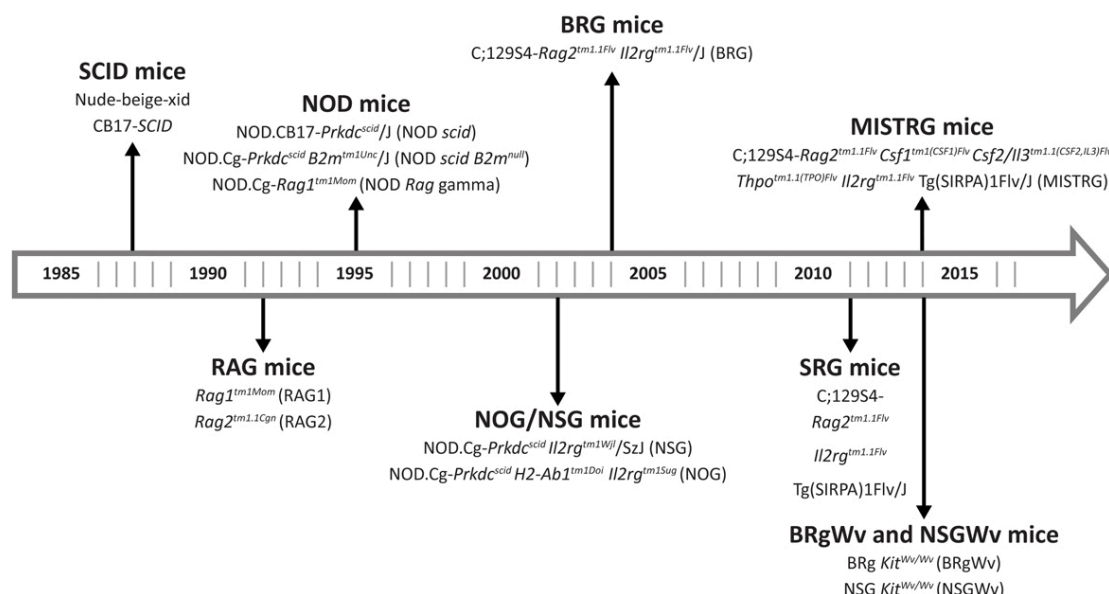 BRG mice
C;129S4-Rag2tm1.1Flv Il2rgtm1.1Flv/J (BRG)
SCID mice
Nude-beige-xid
CB17-SCID
NOD mice
NOD.CB17-Prkdcscid/J (NOD scid)
NOD.Cg-Prkdcscid B2mtm1Unc/J (NOD scid B2mnull)
NOD.Cg-Rag1tm1Mom (NOD Rag gamma)
MISTRG mice
C;129S4-Rag2tm1.1Flv Csf1tm1(CSF1)Flv Csf2/Il3tm1.1(CSF2,IL3)Flv
Thpotm1.1(TPO)Flv Il2rgtm1.1Flv Tg(SIRPA)1Flv/J (MISTRG)
1985 1990 1995 2000 2005 2010 2015
RAG mice
Rag1tm1Mom (RAG1)
Rag2tm1.1Cgn (RAG2)
NOG/NSG mice
NOD.Cg-Prkdcscid Il2rgtm1Wjl/SzJ (NSG)
NOD.Cg-Prkdcscid H2-Ab1tm1Doi Il2rgtm1Sug (NOG)
SRG mice
C;129S4-
Rag2tm1.1Flv
Il2rgtm1.1Flv
Tg(SIRPA)1Flv/J
BRgWv and NSGWv mice
BRg KitWv/Wv (BRgWv)
NSG KitWv/Wv (NSGWv)